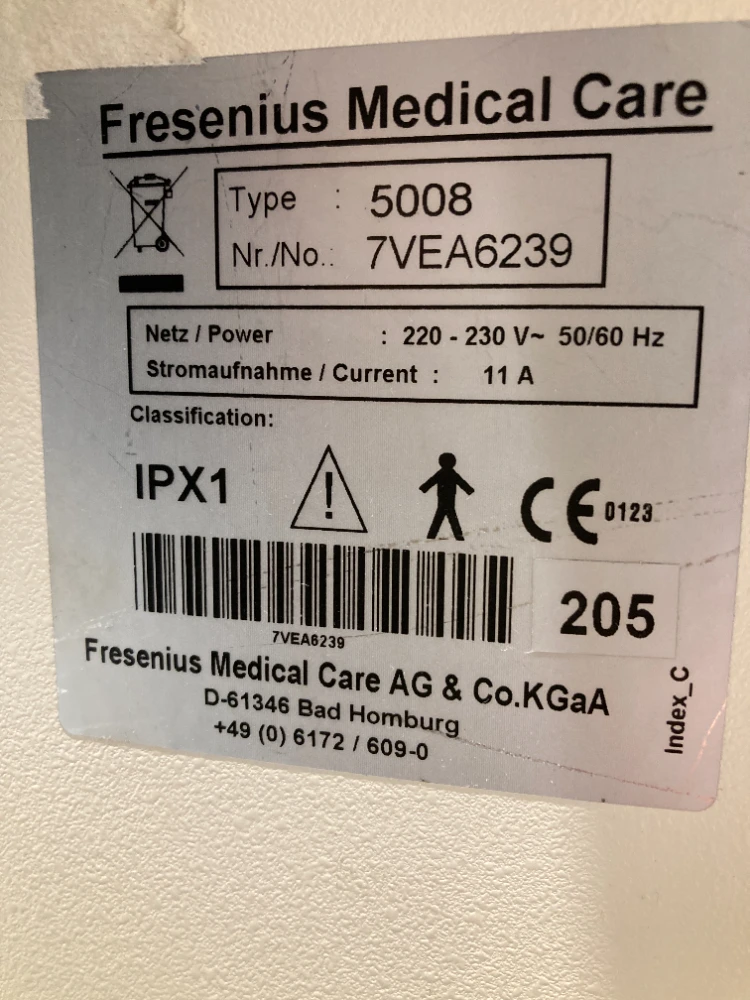 Fresenius Medical Care
Type : 5008
Nr./No.: 7VEA6239
Netz / Power : 220 - 230 V~ 50/60 Hz
Stromaufnahme / Current : 11 A
Classification:
IPX1 ! CE 0123
7VEA6239
205
Fresenius Medical Care AG & Co.KGaA
D-61346 Bad Homburg
+49 (0) 6172 / 609-0
Index_C